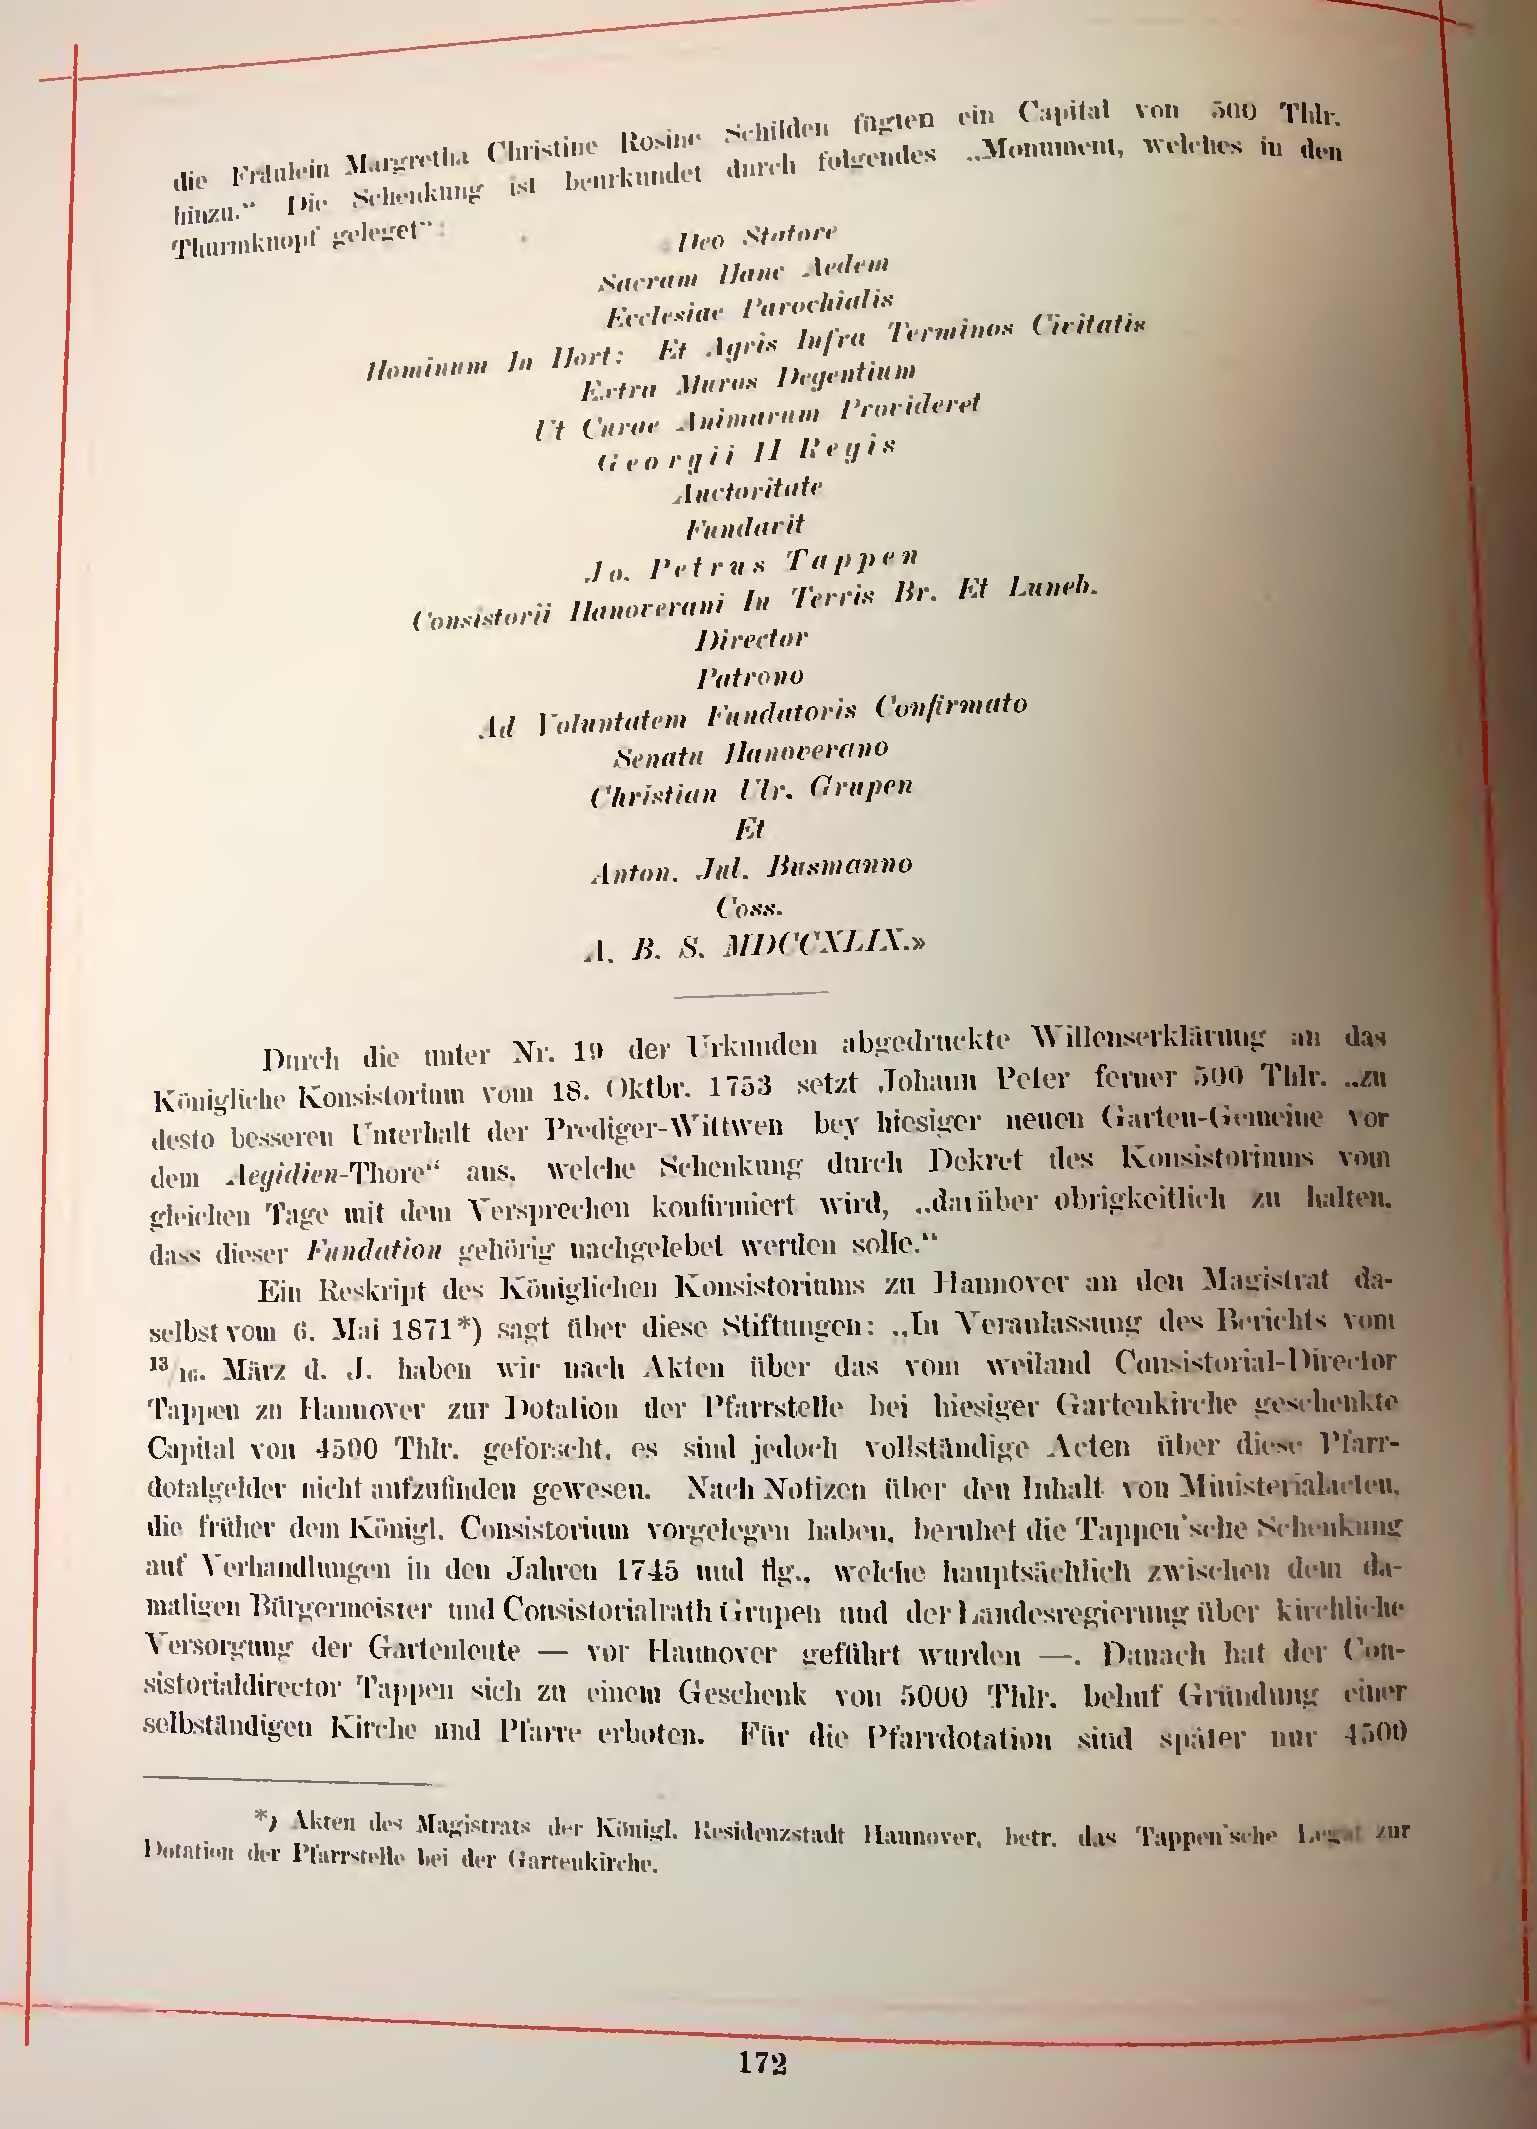 die Fräulein Margretha Christine Rosine Schilden fügten ein Capital von 500 Thlr.
hinzu.“ Die Schenkung ist beurkundet durch folgendes „Monument, welches in den
Thurmknopf geleget“:
Deo Statore
Sacram Hanc Aedem
Ecclesiae Parochialis
Hominum In Hort: Et Agris Infra Terminos Civitatis
Extra Muros Degentium
Ut Curae Animarum Provideret
Georgii II Regis
Auctoritate
Fundavit
Jo. Petrus Tappen
Consistorii Hanoverani In Terris Br. Et Luneb.
Director
Patrono
Ad Voluntatem Fundatoris Confirmato
Senatu Hanoverano
Christian Ulr. Grupen
Et
Anton. Jul. Busmanno
Coss.
A. B. S. MDCCXLIX.»
Durch die unter Nr. 19 der Urkunden abgedruckte Willenserklärung an das
Königliche Konsistorium vom 18. Oktbr. 1753 setzt Johann Peter ferner 500 Thlr. „zu
desto besseren Unterhalt der Prediger-Wittwen bey hiesiger neuen Garten-Gemeine vor
dem Aegidien-Thore“ aus, welche Schenkung durch Dekret des Konsistoriums vom
gleichen Tage mit dem Versprechen konfirmiert wird, „darüber obrigkeitlich zu halten,
dass dieser Fundation gehörig nachgelebet werden solle.“
Ein Reskript des Königlichen Konsistoriums zu Hannover an den Magistrat da-
selbst vom 6. Mai 1871*) sagt über diese Stiftungen: „In Veranlassung des Berichts vom
13/16. März d. J. haben wir nach Akten über das vom weiland Consistorial-Director
Tappen zu Hannover zur Dotation der Pfarrstelle bei hiesiger Gartenkirche geschenkte
Capital von 4500 Thlr. geforscht, es sind jedoch vollständige Acten über diese Pfarr-
dotalgelder nicht aufzufinden gewesen. Nach Notizen über den Inhalt von Ministerialacten,
die früher dem Königl. Consistorium vorgelegen haben, beruhet die Tappen'sche Schenkung
auf Verhandlungen in den Jahren 1745 und flg., welche hauptsächlich zwischen dem da-
maligen Bürgermeister und Consistorialrath Grupen und der Landesregierung über kirchliche
Versorgung der Gartenleute — vor Hannover geführt wurden —. Danach hat der Con-
sistorialdirector Tappen sich zu einem Geschenk von 5000 Thlr. behuf Gründung einer
selbständigen Kirche und Pfarre erboten. Für die Pfarrdotation sind später nur 4500
*) Akten des Magistrats der Königl. Residenzstadt Hannover, betr. das Tappen'sche Legat zur
Dotation der Pfarrstelle bei der Gartenkirche.
172